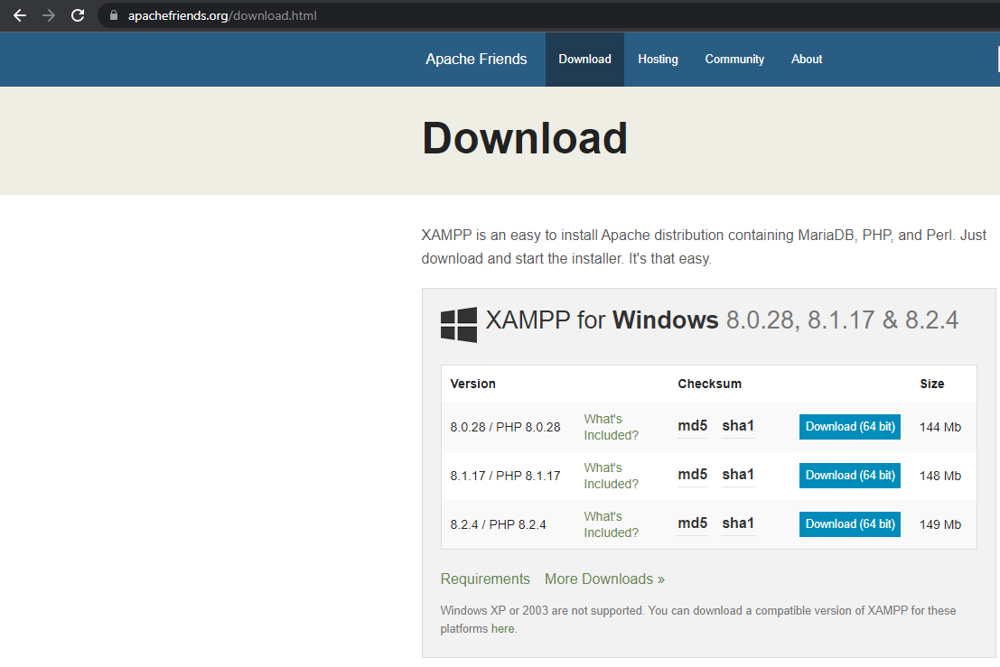 apachefriends.org/download.html
Apache Friends Download Hosting Community About
Download
XAMPP is an easy to install Apache distribution containing MariaDB, PHP, and Perl. Just
download and start the installer. It's that easy.
XAMPP for Windows 8.0.28, 8.1.17 & 8.2.4
Version Checksum Size
8.0.28 / PHP 8.0.28 What's Included? md5 sha1 Download (64 bit) 144 Mb
8.1.17 / PHP 8.1.17 What's Included? md5 sha1 Download (64 bit) 148 Mb
8.2.4 / PHP 8.2.4 What's Included? md5 sha1 Download (64 bit) 149 Mb
Requirements More Downloads »
Windows XP or 2003 are not supported. You can download a compatible version of XAMPP for these
platforms here.